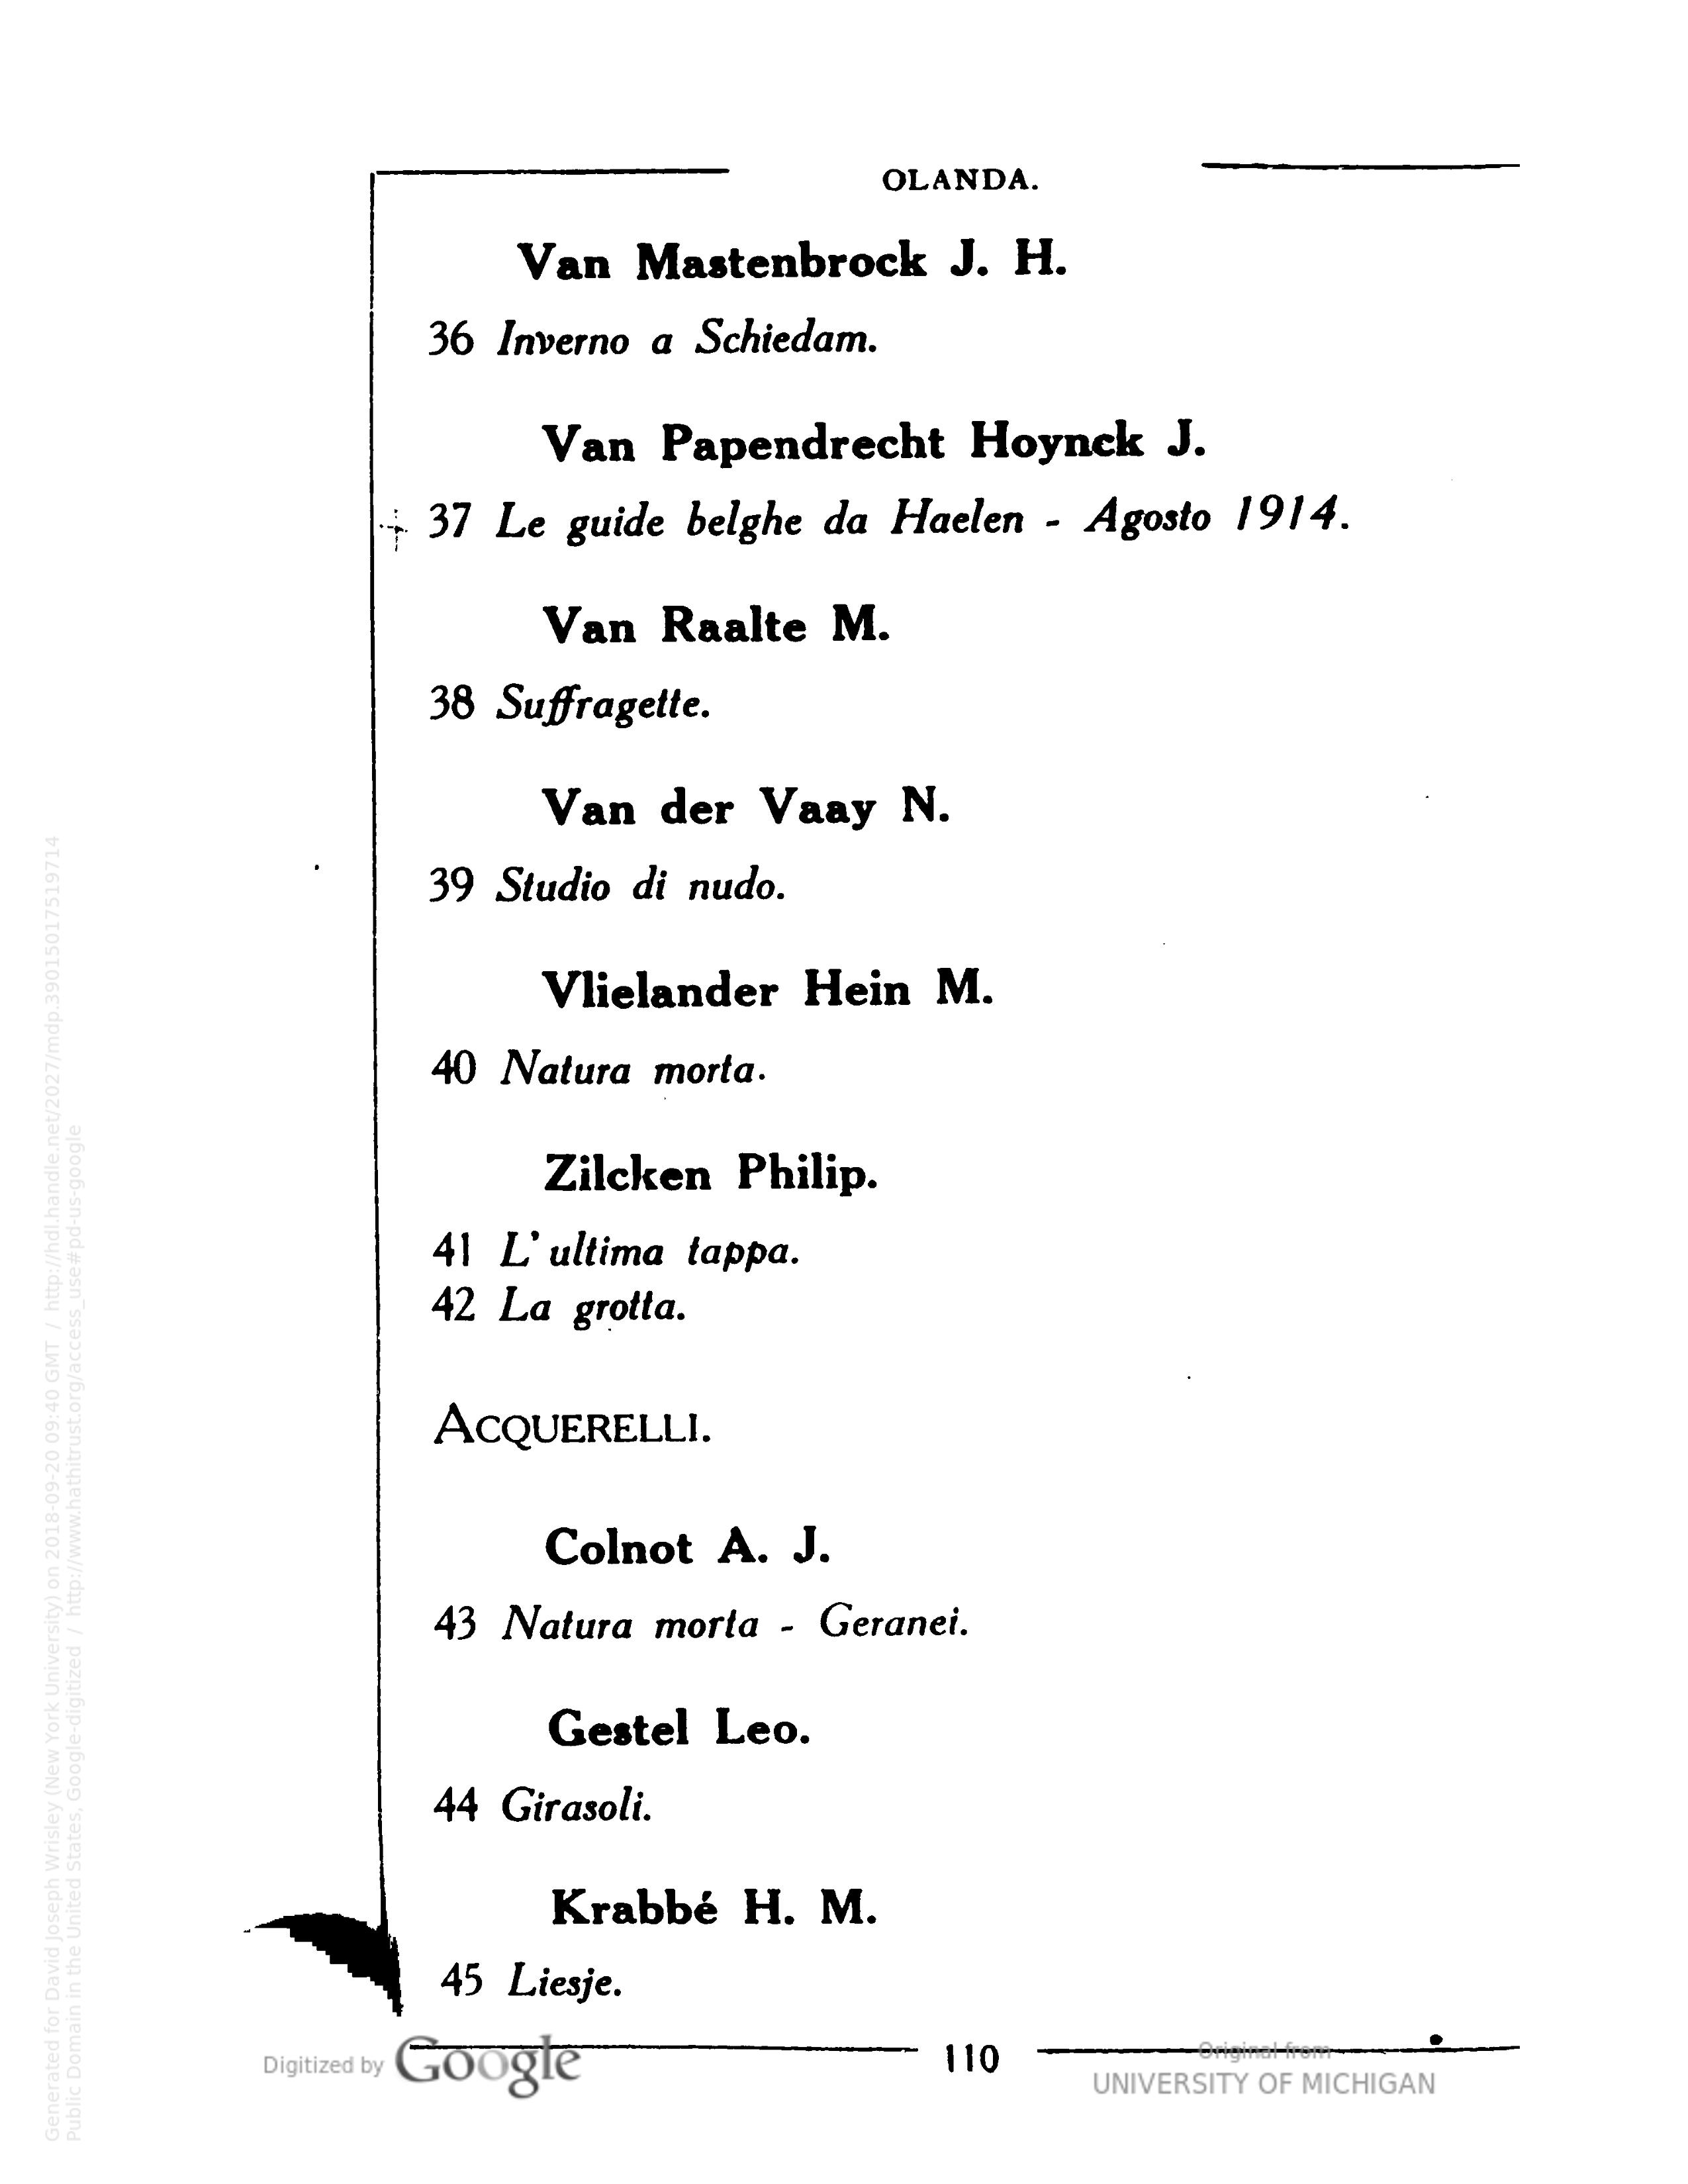 OLANDA.
Van Mastenbrock J. H.
36 Inverno a Schiedam.
Van Papendrecht Hoynck J.
37 Le guide belghe da Haelen - Agosto 1914.
Van Raalte M.
38 Suffragette.
Van der Vaay N.
39 Studio di nudo.
Vlielander Hein M.
40 Natura morta.
Zilcken Philip.
41 L'ultima tappa.
42 La grotta.
ACQUERELLI.
Colnot A. J.
43 Natura morta - Geranei.
Gestel Leo.
44 Girasoli.
Krabbé H. M.
45 Liesje.
110
Digitized by Google
Original from
UNIVERSITY OF MICHIGAN
Generated for David Joseph Wrisley (New York University) on 2018-09-20 09:40 GMT / http://hdl.handle.net/2027/mdp.39015017519714
Public Domain in the United States, Google-digitized / http://www.hathitrust.org/access_use#pd-us-google